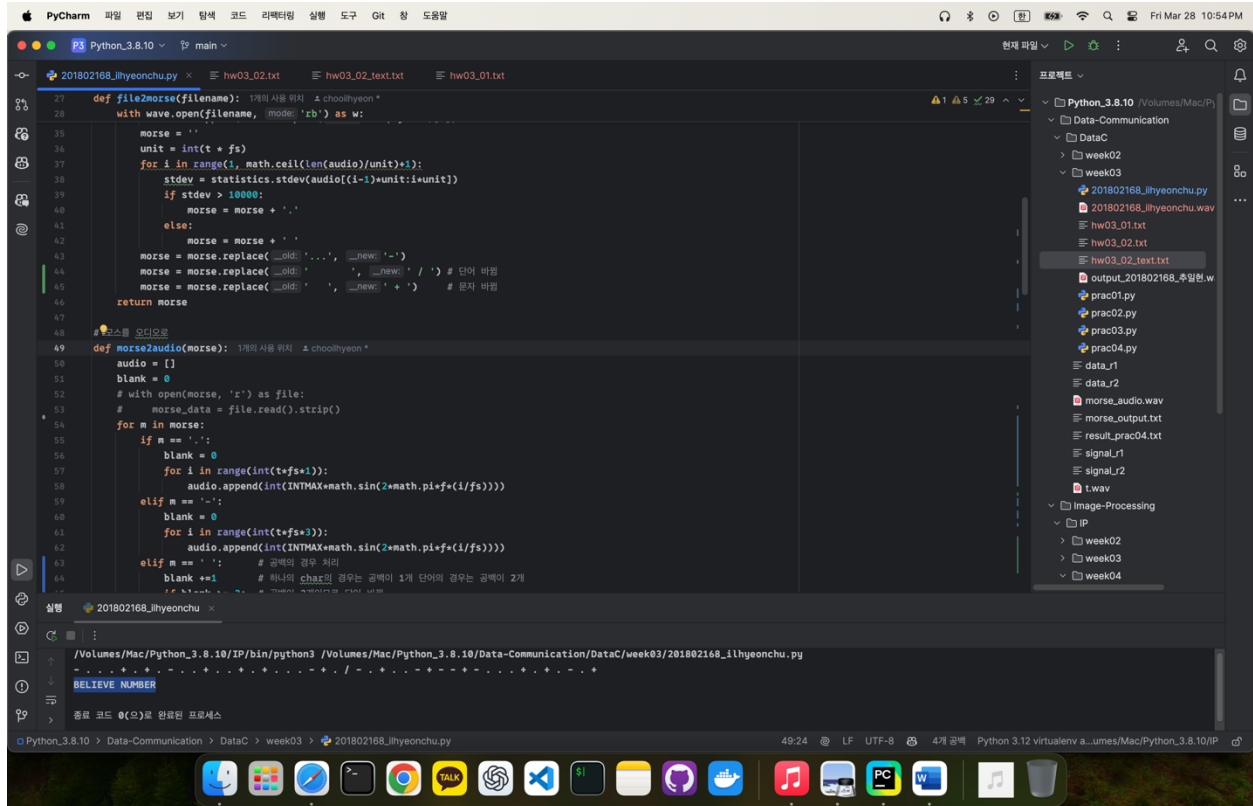 PyCharm 파일 편집 보기 탐색 코드 리팩터링 실행 도구 Git 창 도움말
한
Fri Mar 28 10:54 PM
P3 Python_3.8.10 main
현재 파일
201802168_ilhyeonchu.py
hw03_02.txt
hw03_02_text.txt
hw03_01.txt
27 def file2morse(filename): 1개의 사용 위치 choolihyeon *
28 with wave.open(filename, mode: 'rb') as w:
1 5 29
35 morse = ''
36 unit = int(t * fs)
37 for i in range(1, math.ceil(len(audio)/unit)+1):
38 stdev = statistics.stdev(audio[(i-1)*unit:i*unit])
39 if stdev > 10000:
40 morse = morse + '.'
41 else:
42 morse = morse + ' '
43 morse = morse.replace( __old: '...', __new: '-')
44 morse = morse.replace( __old: '       ', __new: ' / ') # 단어 바뀜
45 morse = morse.replace( __old: '   ', __new: ' + ') # 문자 바뀜
46 return morse
47
48 # 모스를 오디오로
49 def morse2audio(morse): 1개의 사용 위치 choolihyeon *
50 audio = []
51 blank = 0
52 # with open(morse, 'r') as file:
53 # morse_data = file.read().strip()
54 for m in morse:
55 if m == '.':
56 blank = 0
57 for i in range(int(t*fs*1)):
58 audio.append(int(INTMAX*math.sin(2*math.pi*f*(i/fs))))
59 elif m == '-':
60 blank = 0
61 for i in range(int(t*fs*3)):
62 audio.append(int(INTMAX*math.sin(2*math.pi*f*(i/fs))))
63 elif m == ' ': # 공백의 경우 처리
64 blank +=1 # 하나의 char의 경우는 공백이 1개 단어의 경우는 공백이 2개
프로젝트
Python_3.8.10 /Volumes/Mac/Py
Data-Communication
DataC
week02
week03
201802168_ilhyeonchu.py
201802168_ilhyeonchu.wav
hw03_01.txt
hw03_02.txt
hw03_02_text.txt
output_201802168_추일현.w
prac01.py
prac02.py
prac03.py
prac04.py
data_r1
data_r2
morse_audio.wav
morse_output.txt
result_prac04.txt
signal_r1
signal_r2
t.wav
Image-Processing
IP
week02
week03
week04
실행 201802168_ilhyeonchu
/Volumes/Mac/Python_3.8.10/IP/bin/python3 /Volumes/Mac/Python_3.8.10/Data-Communication/DataC/week03/201802168_ilhyeonchu.py
- . . . + . + . - . . + . . + . + . . . - + . / - . + . . - + - - + - . . . + . + . - . +
BELIEVE NUMBER
종료 코드 0(으)로 완료된 프로세스
Python_3.8.10 > Data-Communication > DataC > week03 > 201802168_ilhyeonchu.py
49:24 LF UTF-8 4개 공백 Python 3.12 virtualenv a...umes/Mac/Python_3.8.10/IP
TALK
PC
W